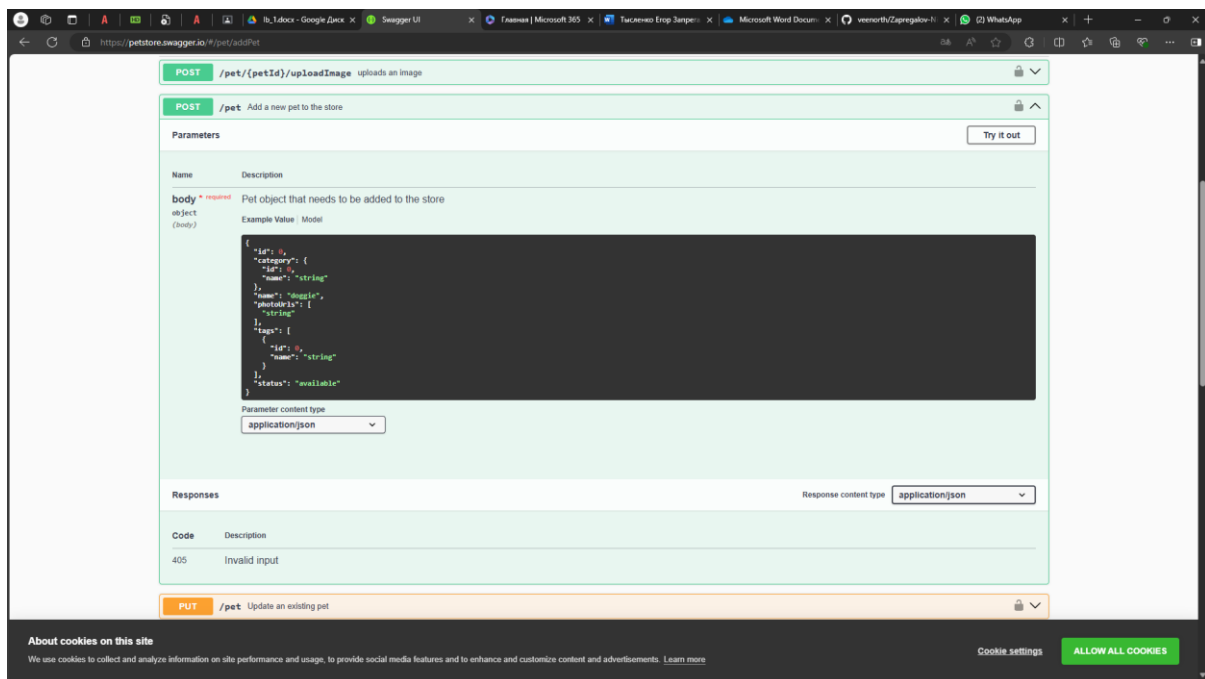 lb_1.docx - Google Диск
Swagger UI
Главная | Microsoft 365
Тысленко Егор Запрега
Microsoft Word Docum
veenorth/Zapregalov-N
(2) WhatsApp
https://petstore.swagger.io/#/pet/addPet
POST /pet/{petId}/uploadImage uploads an image
POST /pet Add a new pet to the store
Parameters
Try it out
Name Description
body * required Pet object that needs to be added to the store
object
(body)
Example Value | Model
{
"id": 0,
"category": {
"id": 0,
"name": "string"
},
"name": "doggie",
"photoUrls": [
"string"
],
"tags": [
{
"id": 0,
"name": "string"
}
],
"status": "available"
}
Parameter content type
application/json
Responses
Response content type application/json
Code Description
405 Invalid input
PUT /pet Update an existing pet
About cookies on this site
We use cookies to collect and analyze information on site performance and usage, to provide social media features and to enhance and customize content and advertisements. Learn more
Cookie settings
ALLOW ALL COOKIES